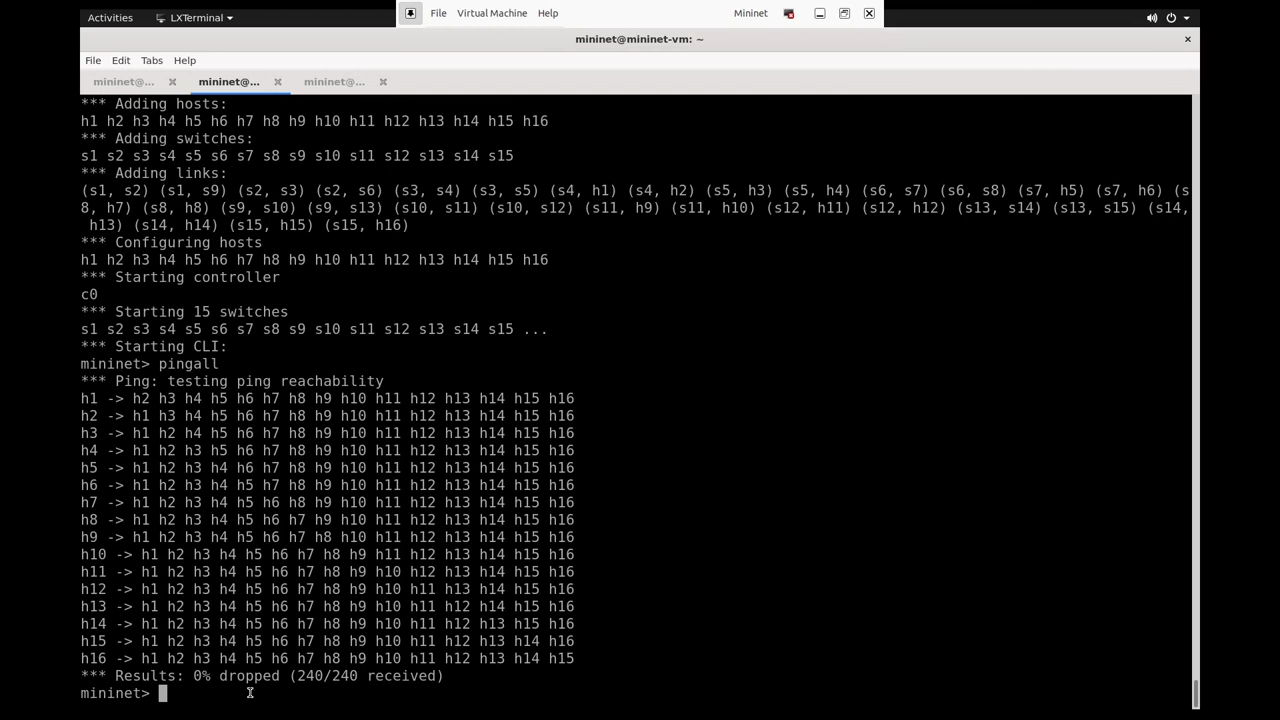 Activities LXTerminal File Virtual Machine Help Mininet
mininet@mininet-vm: ~
File Edit Tabs Help
mininet@... mininet@... mininet@...
*** Adding hosts:
h1 h2 h3 h4 h5 h6 h7 h8 h9 h10 h11 h12 h13 h14 h15 h16
*** Adding switches:
s1 s2 s3 s4 s5 s6 s7 s8 s9 s10 s11 s12 s13 s14 s15
*** Adding links:
(s1, s2) (s1, s9) (s2, s3) (s2, s6) (s3, s4) (s3, s5) (s4, h1) (s4, h2) (s5, h3) (s5, h4) (s6, s7) (s6, s8) (s7, h5) (s7, h6) (s
8, h7) (s8, h8) (s9, s10) (s9, s13) (s10, s11) (s10, s12) (s11, h9) (s11, h10) (s12, h11) (s12, h12) (s13, s14) (s13, s15) (s14,
h13) (s14, h14) (s15, h15) (s15, h16)
*** Configuring hosts
h1 h2 h3 h4 h5 h6 h7 h8 h9 h10 h11 h12 h13 h14 h15 h16
*** Starting controller
c0
*** Starting 15 switches
s1 s2 s3 s4 s5 s6 s7 s8 s9 s10 s11 s12 s13 s14 s15 ...
*** Starting CLI:
mininet> pingall
*** Ping: testing ping reachability
h1 -> h2 h3 h4 h5 h6 h7 h8 h9 h10 h11 h12 h13 h14 h15 h16
h2 -> h1 h3 h4 h5 h6 h7 h8 h9 h10 h11 h12 h13 h14 h15 h16
h3 -> h1 h2 h4 h5 h6 h7 h8 h9 h10 h11 h12 h13 h14 h15 h16
h4 -> h1 h2 h3 h5 h6 h7 h8 h9 h10 h11 h12 h13 h14 h15 h16
h5 -> h1 h2 h3 h4 h6 h7 h8 h9 h10 h11 h12 h13 h14 h15 h16
h6 -> h1 h2 h3 h4 h5 h7 h8 h9 h10 h11 h12 h13 h14 h15 h16
h7 -> h1 h2 h3 h4 h5 h6 h8 h9 h10 h11 h12 h13 h14 h15 h16
h8 -> h1 h2 h3 h4 h5 h6 h7 h9 h10 h11 h12 h13 h14 h15 h16
h9 -> h1 h2 h3 h4 h5 h6 h7 h8 h10 h11 h12 h13 h14 h15 h16
h10 -> h1 h2 h3 h4 h5 h6 h7 h8 h9 h11 h12 h13 h14 h15 h16
h11 -> h1 h2 h3 h4 h5 h6 h7 h8 h9 h10 h12 h13 h14 h15 h16
h12 -> h1 h2 h3 h4 h5 h6 h7 h8 h9 h10 h11 h13 h14 h15 h16
h13 -> h1 h2 h3 h4 h5 h6 h7 h8 h9 h10 h11 h12 h14 h15 h16
h14 -> h1 h2 h3 h4 h5 h6 h7 h8 h9 h10 h11 h12 h13 h15 h16
h15 -> h1 h2 h3 h4 h5 h6 h7 h8 h9 h10 h11 h12 h13 h14 h16
h16 -> h1 h2 h3 h4 h5 h6 h7 h8 h9 h10 h11 h12 h13 h14 h15
*** Results: 0% dropped (240/240 received)
mininet>